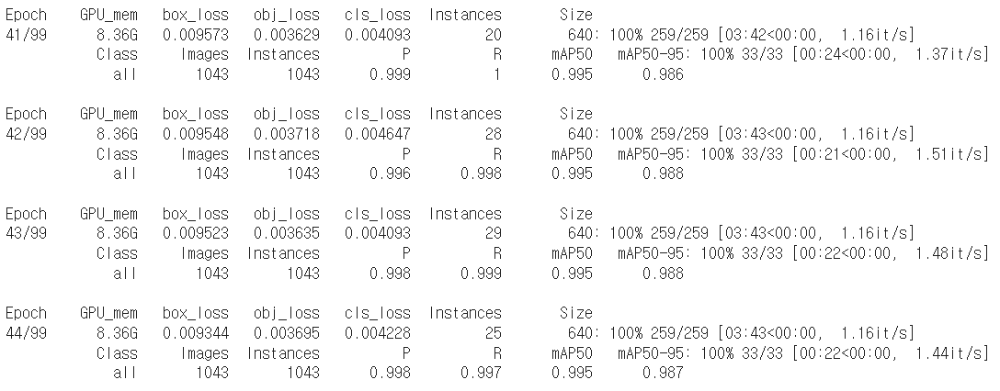 Epoch GPU_mem box_loss obj_loss cls_loss Instances Size
41/99 8.36G 0.009573 0.003629 0.004093 20 640: 100% 259/259 [03:42<00:00, 1.16it/s]
Class Images Instances P R mAP50 mAP50-95: 100% 33/33 [00:24<00:00, 1.37it/s]
all 1043 1043 0.999 1 0.995 0.986
Epoch GPU_mem box_loss obj_loss cls_loss Instances Size
42/99 8.36G 0.009548 0.003718 0.004647 28 640: 100% 259/259 [03:43<00:00, 1.16it/s]
Class Images Instances P R mAP50 mAP50-95: 100% 33/33 [00:21<00:00, 1.51it/s]
all 1043 1043 0.996 0.998 0.995 0.988
Epoch GPU_mem box_loss obj_loss cls_loss Instances Size
43/99 8.36G 0.009523 0.003635 0.004093 29 640: 100% 259/259 [03:43<00:00, 1.16it/s]
Class Images Instances P R mAP50 mAP50-95: 100% 33/33 [00:22<00:00, 1.48it/s]
all 1043 1043 0.998 0.999 0.995 0.988
Epoch GPU_mem box_loss obj_loss cls_loss Instances Size
44/99 8.36G 0.009344 0.003695 0.004228 25 640: 100% 259/259 [03:43<00:00, 1.16it/s]
Class Images Instances P R mAP50 mAP50-95: 100% 33/33 [00:22<00:00, 1.44it/s]
all 1043 1043 0.998 0.997 0.995 0.987